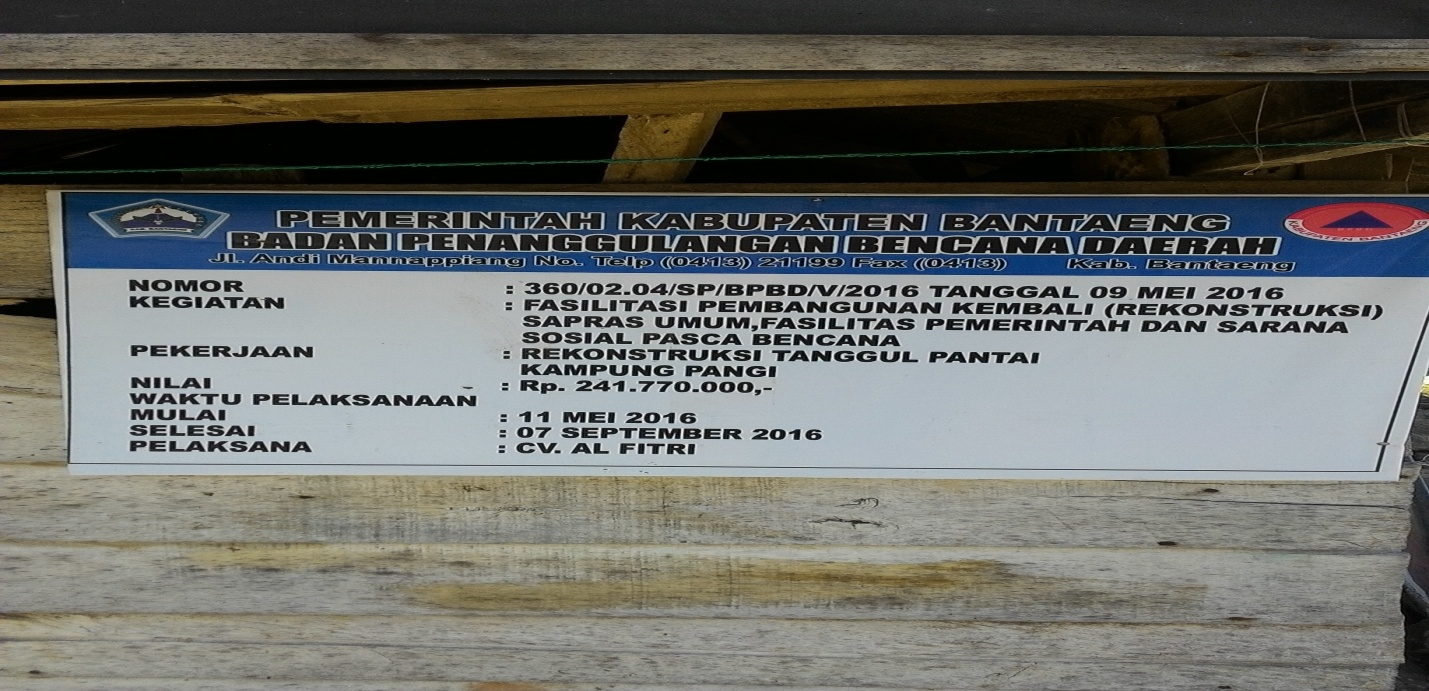 PEMERINTAH KABUPATEN BANTAENG
BADAN PENANGGULANGAN BENCANA DAERAH
Jl. Andi Mannappiang No. Telp (0413) 21199 Fax (0413) Kab. Bantaeng
KABUPATEN BANTAENG
NOMOR : 360/02.04/SP/BPBD/V/2016 TANGGAL 09 MEI 2016
KEGIATAN : FASILITASI PEMBANGUNAN KEMBALI (REKONSTRUKSI)
SAPRAS UMUM,FASILITAS PEMERINTAH DAN SARANA
SOSIAL PASCA BENCANA
PEKERJAAN : REKONSTRUKSI TANGGUL PANTAI
KAMPUNG PANGI
NILAI : Rp. 241.770.000,-
WAKTU PELAKSANAAN
MULAI : 11 MEI 2016
SELESAI : 07 SEPTEMBER 2016
PELAKSANA : CV. AL FITRI